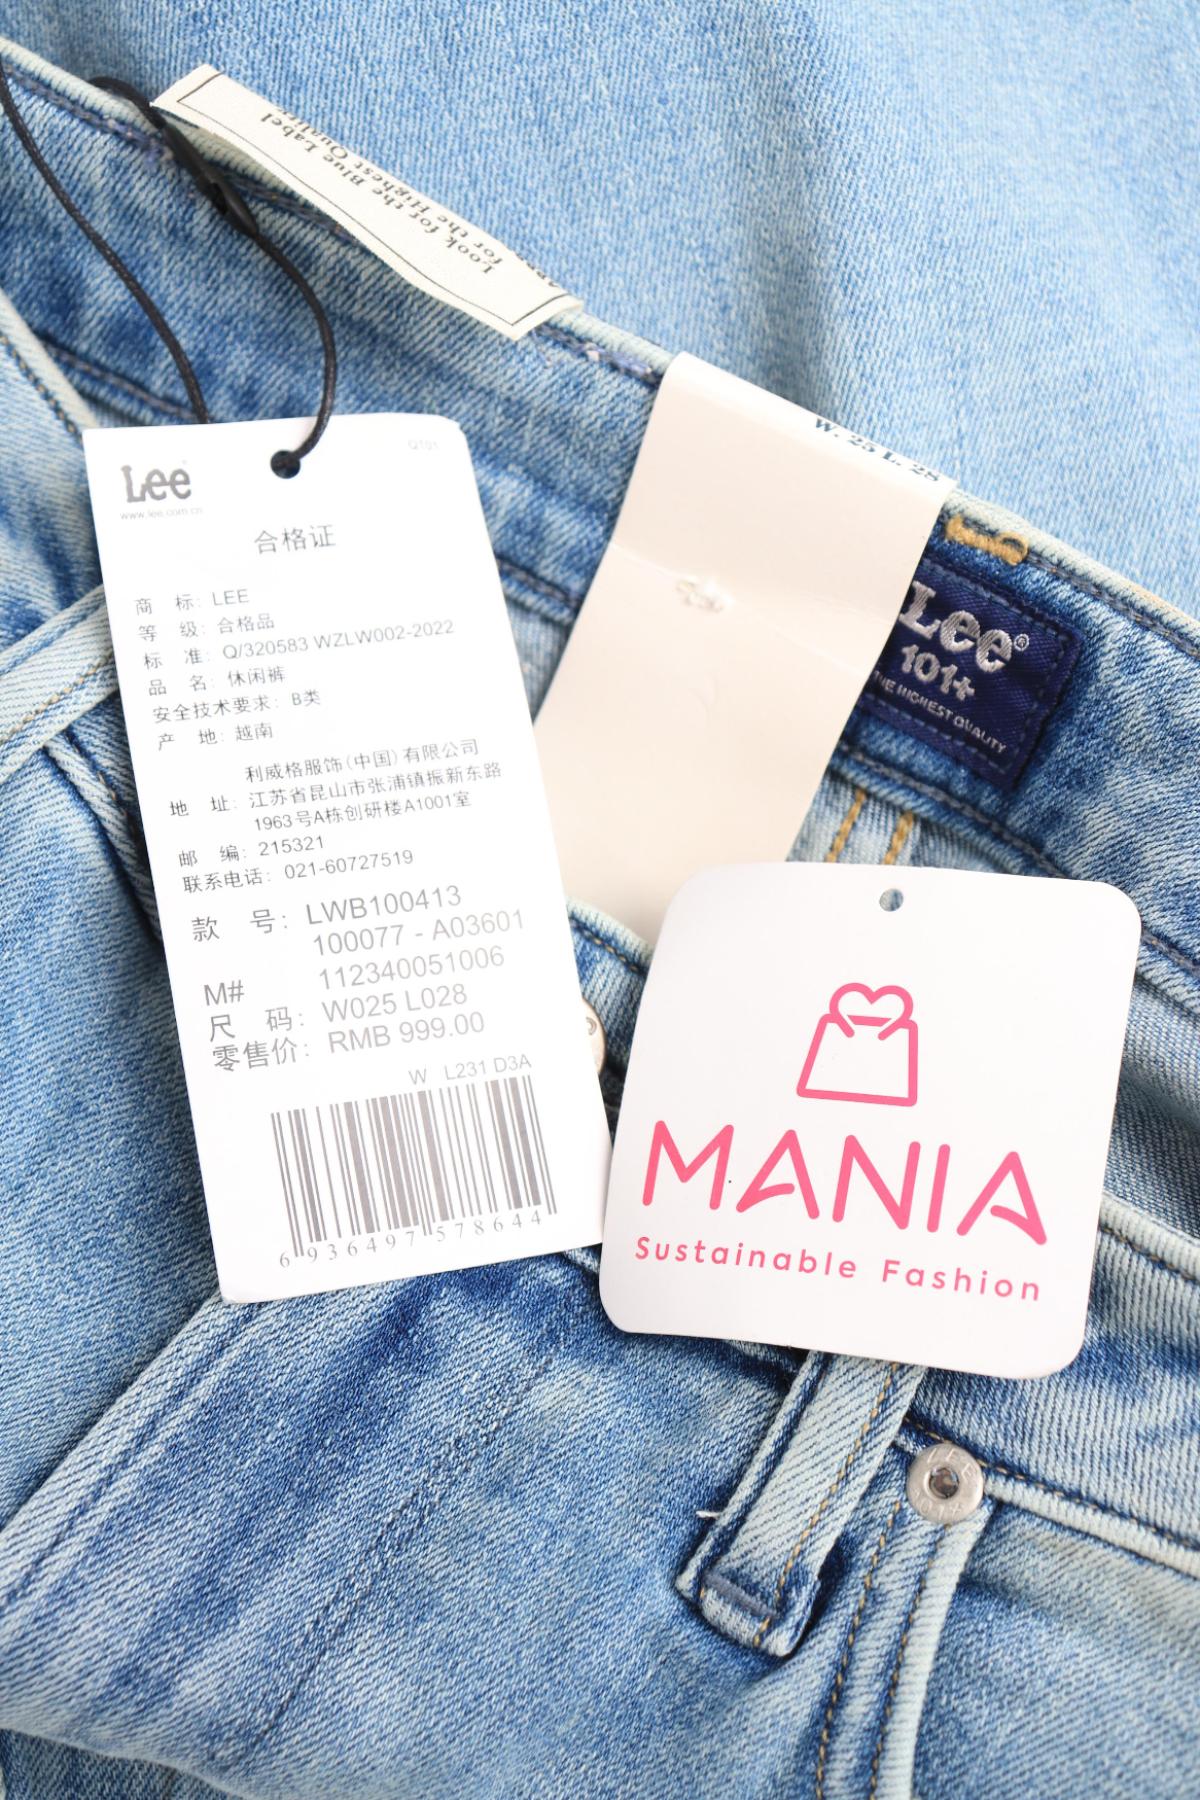 Look for the Blue Label
for the Highest Quality
W. 25 L. 28
Lee®
101+
THE HIGHEST QUALITY
QT01
Lee
www.lee.com.cn
合格证
商 标: LEE
等 级: 合格品
标 准: Q/320583 WZLW002-2022
品 名: 休闲裤
安全技术要求: B类
产 地: 越南
利威格服饰(中国)有限公司
地 址: 江苏省昆山市张浦镇振新东路
1963号A栋创研楼A1001室
邮 编: 215321
联系电话: 021-60727519
款 号: LWB100413
100077 - A03601
M# 112340051006
尺 码: W025 L028
零售价: RMB 999.00
W L231 D3A
6936497578644
MANIA
Sustainable Fashion
LEE
101+